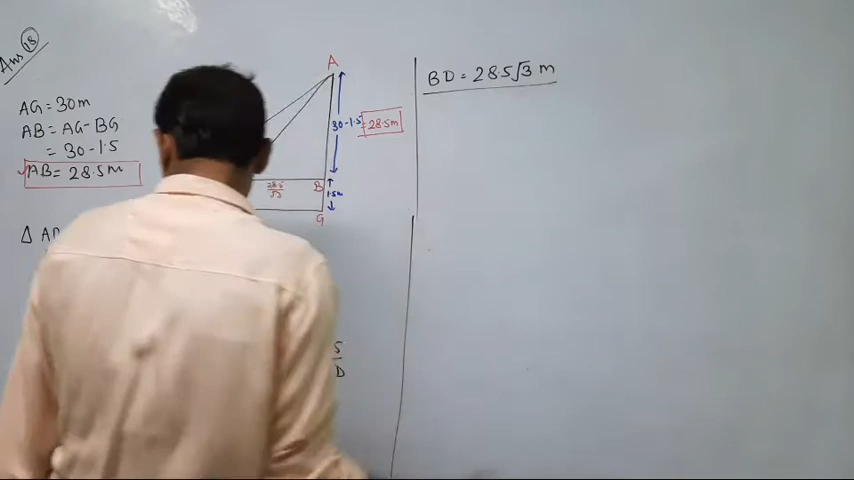 Ans 18
AG = 30m
AB = AG - BG
= 30 - 1.5
AB = 28.5m
Δ AD
A
30-1.5
= 28.5m
28.5
√3
B
1.5m
G
5
D
BD = 28.5√3 m